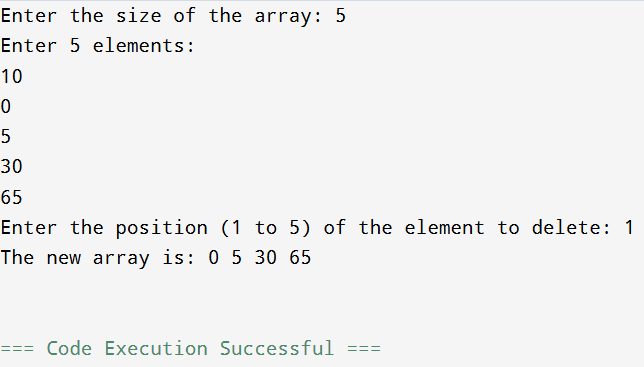 Enter the size of the array: 5
Enter 5 elements:
10
0
5
30
65
Enter the position (1 to 5) of the element to delete: 1
The new array is: 0 5 30 65
=== Code Execution Successful ===